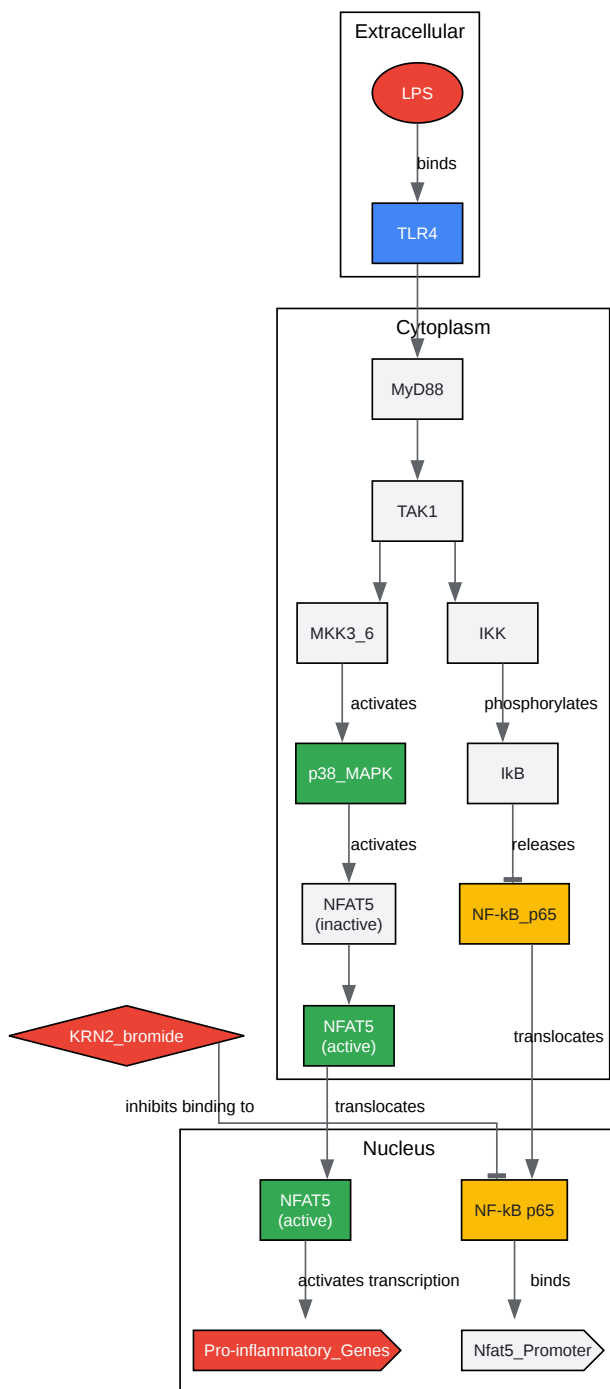 Extracellular
LPS
binds
TLR4
Cytoplasm
MyD88
TAK1
MKK3_6
IKK
activates
phosphorylates
p38_MAPK
IkB
activates
releases
NFAT5
(inactive)
NF-kB_p65
KRN2_bromide
NFAT5
(active)
translocates
inhibits binding to
translocates
Nucleus
NFAT5
(active)
NF-kB p65
activates transcription
binds
Pro-inflammatory_Genes
Nfat5_Promoter